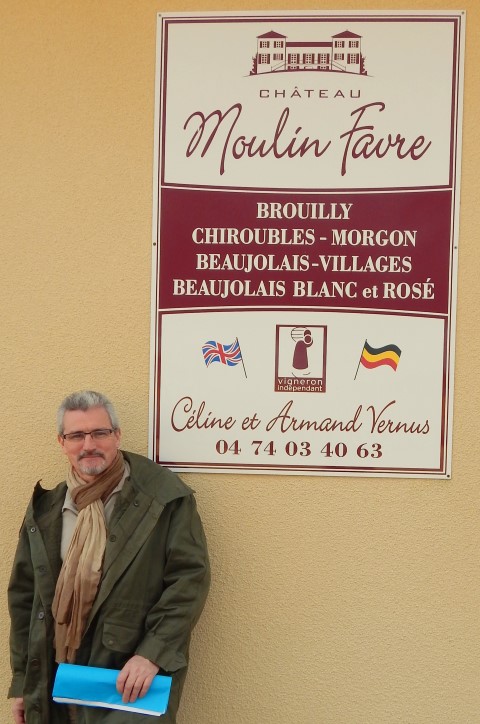 CHÂTEAU
Moulin Favre
BROUILLY
CHIROUBLES - MORGON
BEAUJOLAIS-VILLAGES
BEAUJOLAIS BLANC et ROSÉ
vigneron
indépendant
Céline et Armand Vernus
04 74 03 40 63